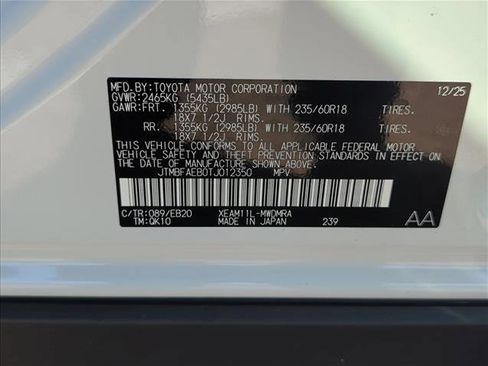 MFD.BY:TOYOTA MOTOR CORPORATION 12/25
GVWR:2465KG (5435LB)
GAWR:FRT. 1355KG (2985LB) WITH 235/60R18 TIRES.
18X7 1/2J RIMS.
RR. 1355KG (2985LB) WITH 235/60R18 TIRES.
18X7 1/2J RIMS.
THIS VEHICLE CONFORMS TO ALL APPLICABLE FEDERAL MOTOR
VEHICLE SAFETY AND THEFT PREVENTION STANDARDS IN EFFECT
ON THE DATE OF MANUFACTURE SHOWN ABOVE.
JTMBFAEB0TJ012350 MPV
C/TR:089/EB20 XEAM11L-MWDMRA AA
TM:QK10 MADE IN JAPAN 239